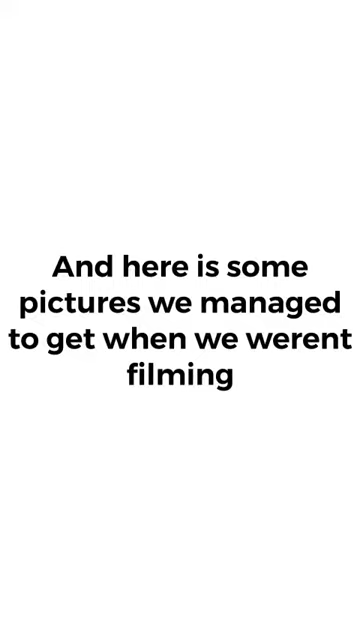 And here is some
pictures we managed
to get when we werent
filming